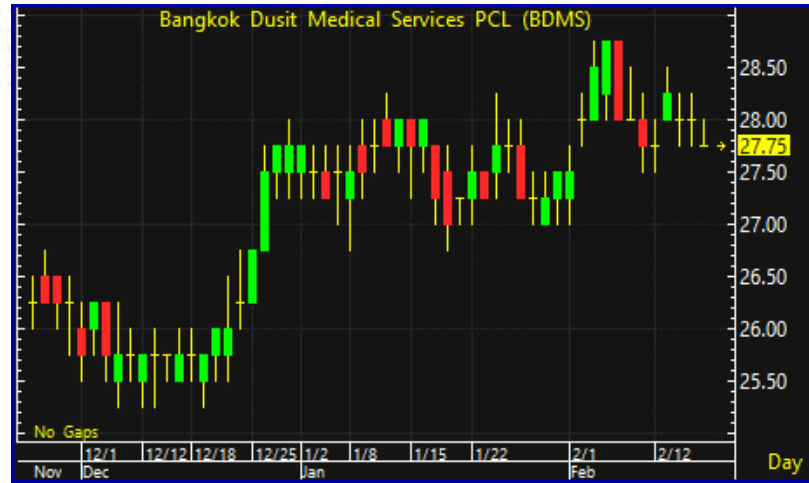 Bangkok Dusit Medical Services PCL (BDMS)
28.50
28.00
27.75
27.50
27.00
26.50
26.00
25.50
No Gaps
12/1 12/12 12/18 12/25 1/2 1/8 1/15 1/22 2/1 2/12
Nov Dec Jan Feb
Day